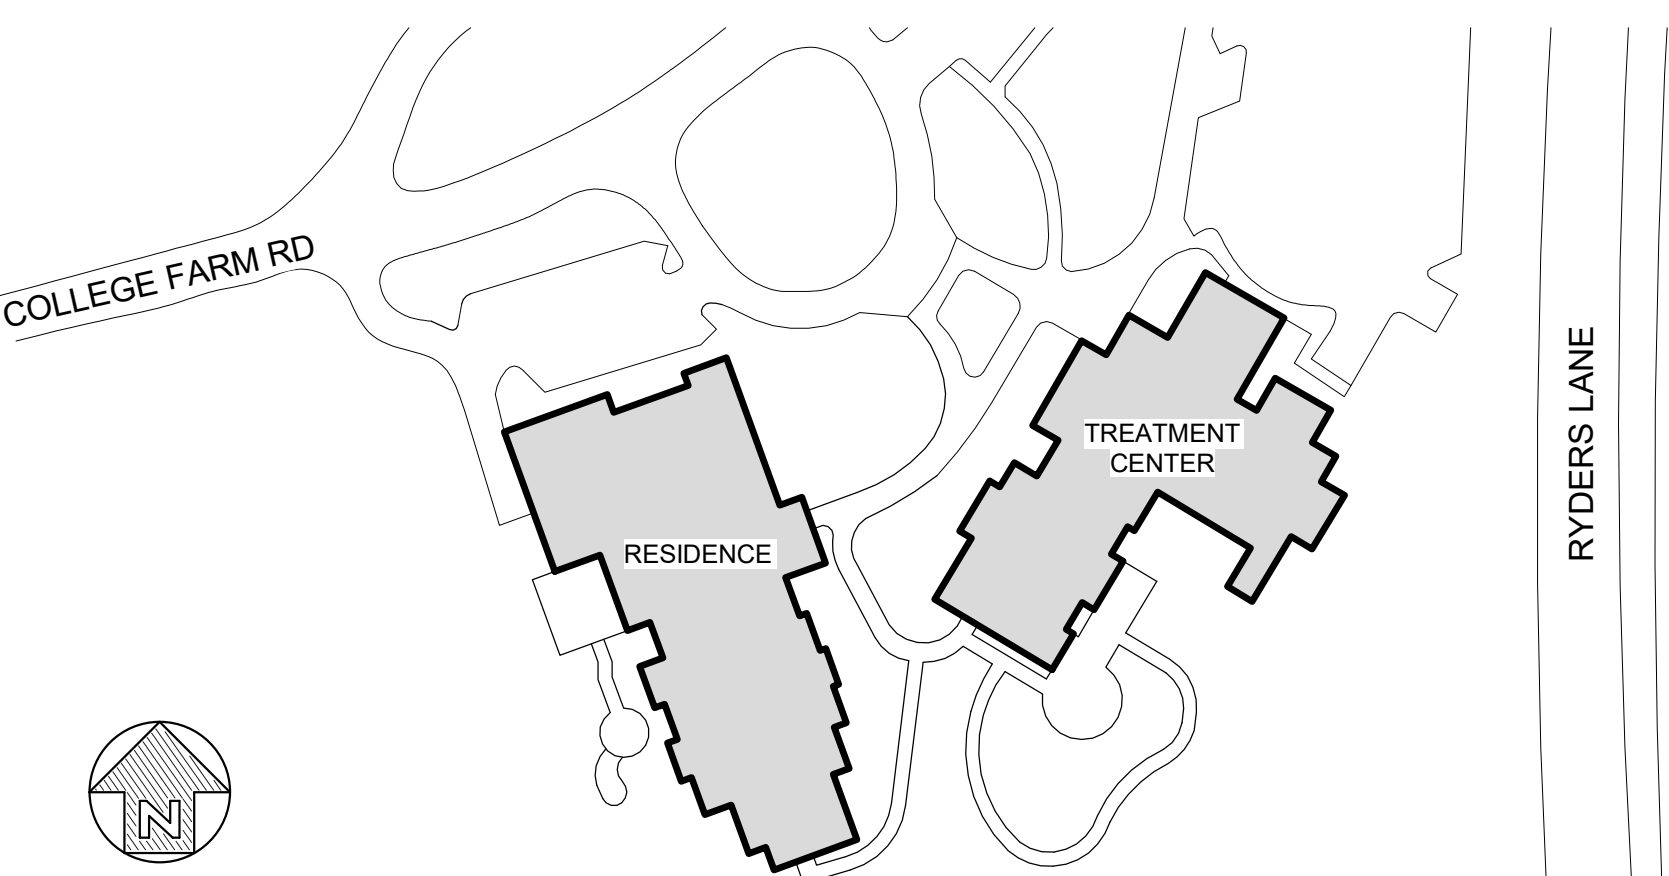 COLLEGE FARM RD
TREATMENT
CENTER
RYDERS LANE
RESIDENCE
N